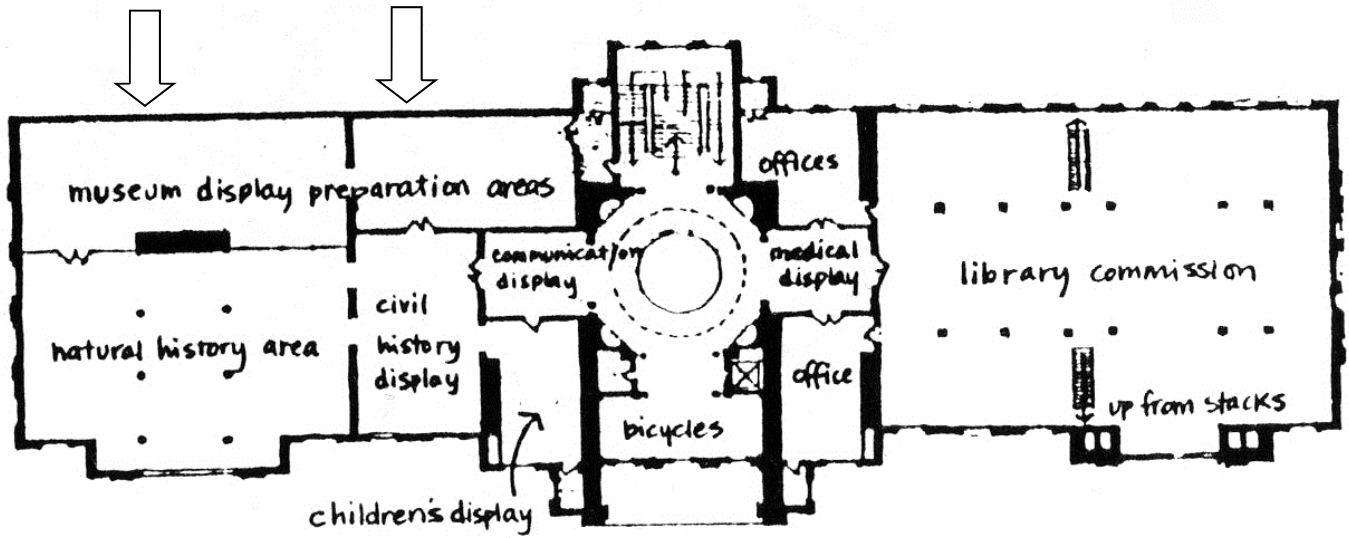 museum display preparation areas
offices
communication
display
medical
display
library commission
natural history area
civil
history
display
office
bicycles
up from stacks
children's display